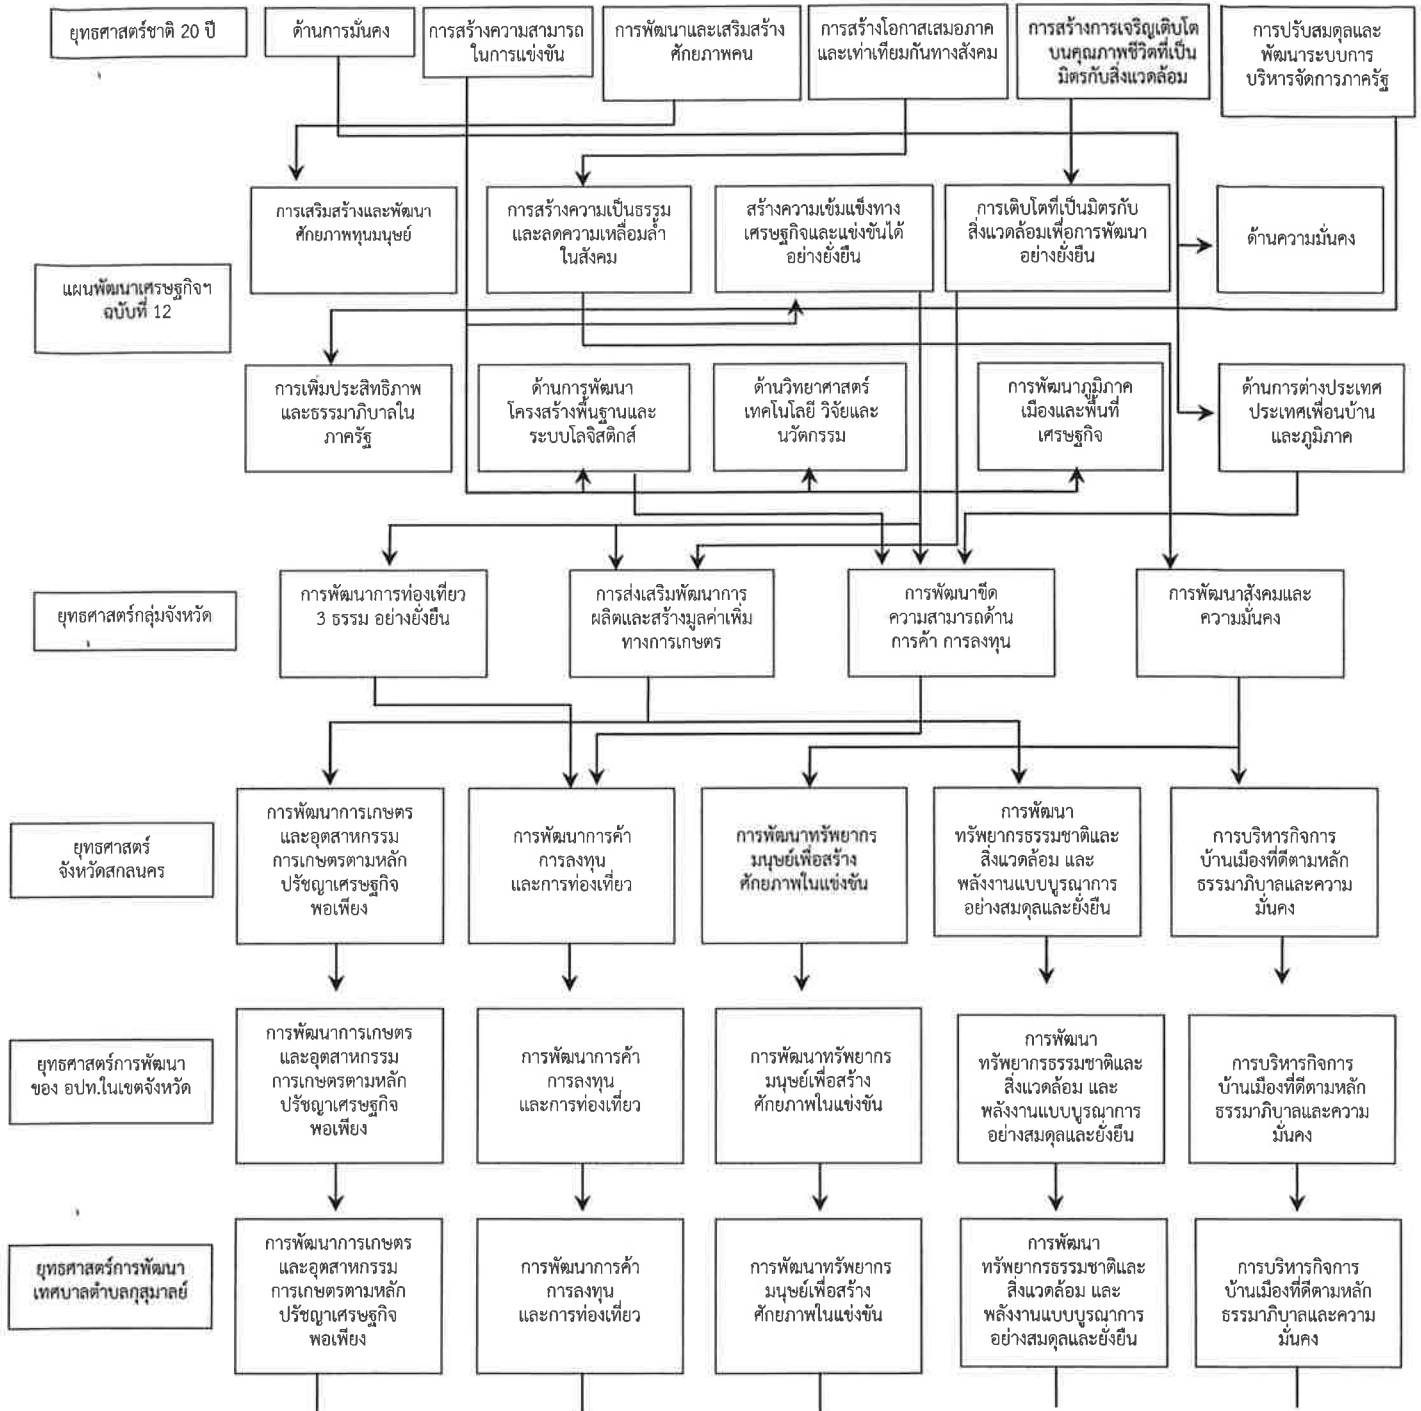 ยุทธศาสตร์ชาติ 20 ปี
ด้านการมั่นคง
การสร้างความสามารถ
ในการแข่งขัน
การพัฒนาและเสริมสร้าง
ศักยภาพคน
การสร้างโอกาสเสมอภาค
และเท่าเทียมกันทางสังคม
การสร้างการเจริญเติบโต
บนคุณภาพชีวิตที่เป็น
มิตรกับสิ่งแวดล้อม
การปรับสมดุลและ
พัฒนาระบบการ
บริหารจัดการภาครัฐ
การเสริมสร้างและพัฒนา
ศักยภาพทุนมนุษย์
การสร้างความเป็นธรรม
และลดความเหลื่อมล้ำ
ในสังคม
สร้างความเข้มแข็งทาง
เศรษฐกิจและแข่งขันได้
อย่างยั่งยืน
การเติบโตที่เป็นมิตรกับ
สิ่งแวดล้อมเพื่อการพัฒนา
อย่างยั่งยืน
ด้านความมั่นคง
แผนพัฒนาเศรษฐกิจฯ
ฉบับที่ 12
การเพิ่มประสิทธิภาพ
และธรรมาภิบาลใน
ภาครัฐ
ด้านการพัฒนา
โครงสร้างพื้นฐานและ
ระบบโลจิสติกส์
ด้านวิทยาศาสตร์
เทคโนโลยี วิจัยและ
นวัตกรรม
การพัฒนาภูมิภาค
เมืองและพื้นที่
เศรษฐกิจ
ด้านการต่างประเทศ
ประเทศเพื่อนบ้าน
และภูมิภาค
ยุทธศาสตร์กลุ่มจังหวัด
การพัฒนาการท่องเที่ยว
3 ธรรม อย่างยั่งยืน
การส่งเสริมพัฒนาการ
ผลิตและสร้างมูลค่าเพิ่ม
ทางการเกษตร
การพัฒนาขีด
ความสามารถด้าน
การค้า การลงทุน
การพัฒนาสังคมและ
ความมั่นคง
ยุทธศาสตร์
จังหวัดสกลนคร
การพัฒนาการเกษตร
และอุตสาหกรรม
การเกษตรตามหลัก
ปรัชญาเศรษฐกิจ
พอเพียง
การพัฒนาการค้า
การลงทุน
และการท่องเที่ยว
การพัฒนาทรัพยากร
มนุษย์เพื่อสร้าง
ศักยภาพในแข่งขัน
การพัฒนา
ทรัพยากรธรรมชาติและ
สิ่งแวดล้อม และ
พลังงานแบบบูรณาการ
อย่างสมดุลและยั่งยืน
การบริหารกิจการ
บ้านเมืองที่ดีตามหลัก
ธรรมาภิบาลและความ
มั่นคง
ยุทธศาสตร์การพัฒนา
ของ อปท.ในเขตจังหวัด
การพัฒนาการเกษตร
และอุตสาหกรรม
การเกษตรตามหลัก
ปรัชญาเศรษฐกิจ
พอเพียง
การพัฒนาการค้า
การลงทุน
และการท่องเที่ยว
การพัฒนาทรัพยากร
มนุษย์เพื่อสร้าง
ศักยภาพในแข่งขัน
การพัฒนา
ทรัพยากรธรรมชาติและ
สิ่งแวดล้อม และ
พลังงานแบบบูรณาการ
อย่างสมดุลและยั่งยืน
การบริหารกิจการ
บ้านเมืองที่ดีตามหลัก
ธรรมาภิบาลและความ
มั่นคง
ยุทธศาสตร์การพัฒนา
เทศบาลตำบลกุสุมาลย์
การพัฒนาการเกษตร
และอุตสาหกรรม
การเกษตรตามหลัก
ปรัชญาเศรษฐกิจ
พอเพียง
การพัฒนาการค้า
การลงทุน
และการท่องเที่ยว
การพัฒนาทรัพยากร
มนุษย์เพื่อสร้าง
ศักยภาพในแข่งขัน
การพัฒนา
ทรัพยากรธรรมชาติและ
สิ่งแวดล้อม และ
พลังงานแบบบูรณาการ
อย่างสมดุลและยั่งยืน
การบริหารกิจการ
บ้านเมืองที่ดีตามหลัก
ธรรมาภิบาลและความ
มั่นคง